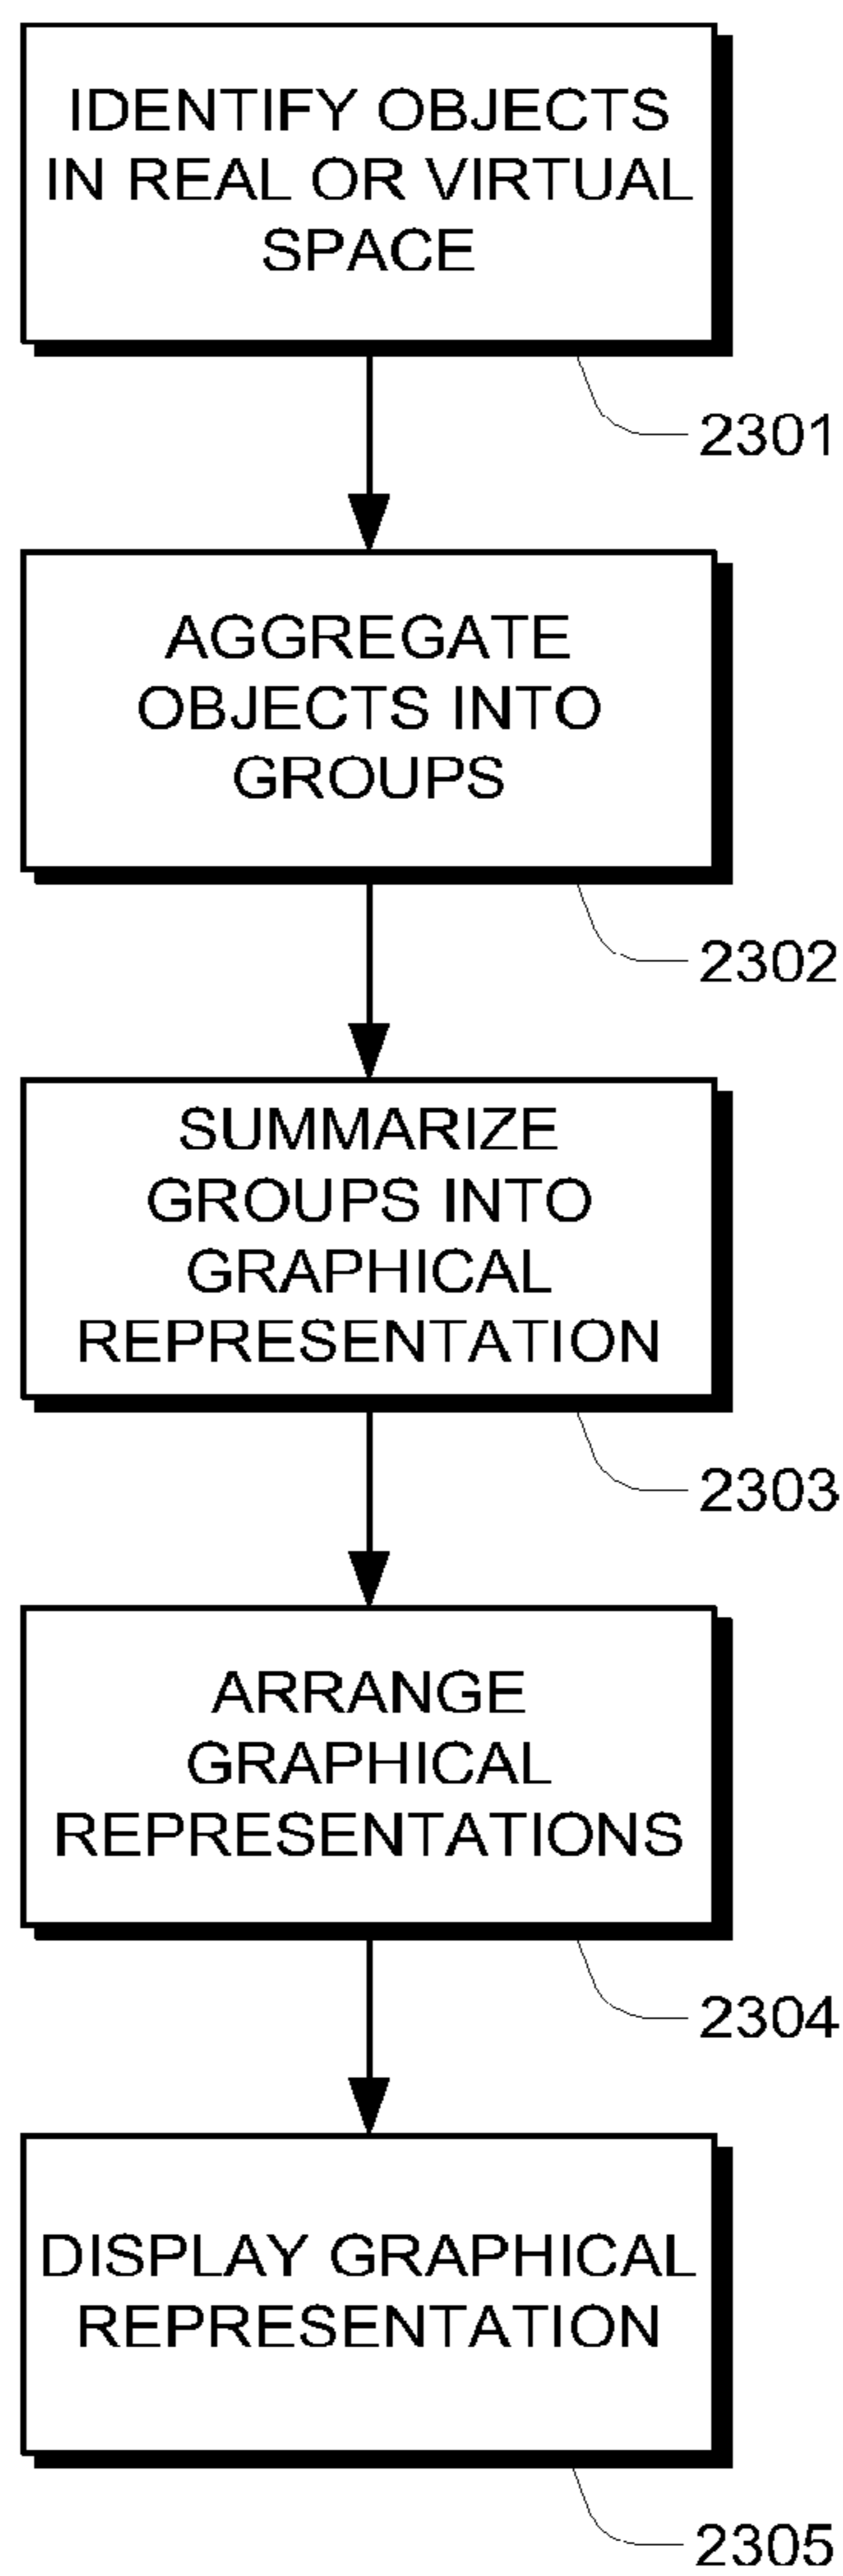 IDENTIFY OBJECTS
IN REAL OR VIRTUAL
SPACE
2301
AGGREGATE
OBJECTS INTO
GROUPS
2302
SUMMARIZE
GROUPS INTO
GRAPHICAL
REPRESENTATION
2303
ARRANGE
GRAPHICAL
REPRESENTATIONS
2304
DISPLAY GRAPHICAL
REPRESENTATION
2305